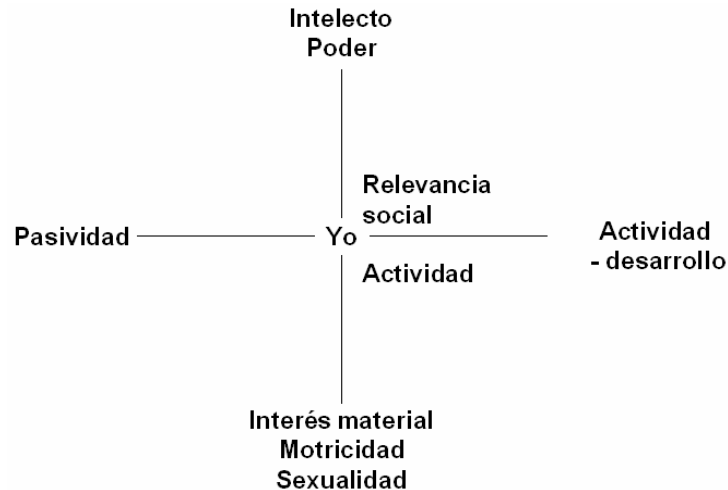 Intelecto
Poder
Relevancia
social
Pasividad
Yo
Actividad
- desarrollo
Actividad
Interés material
Motricidad
Sexualidad